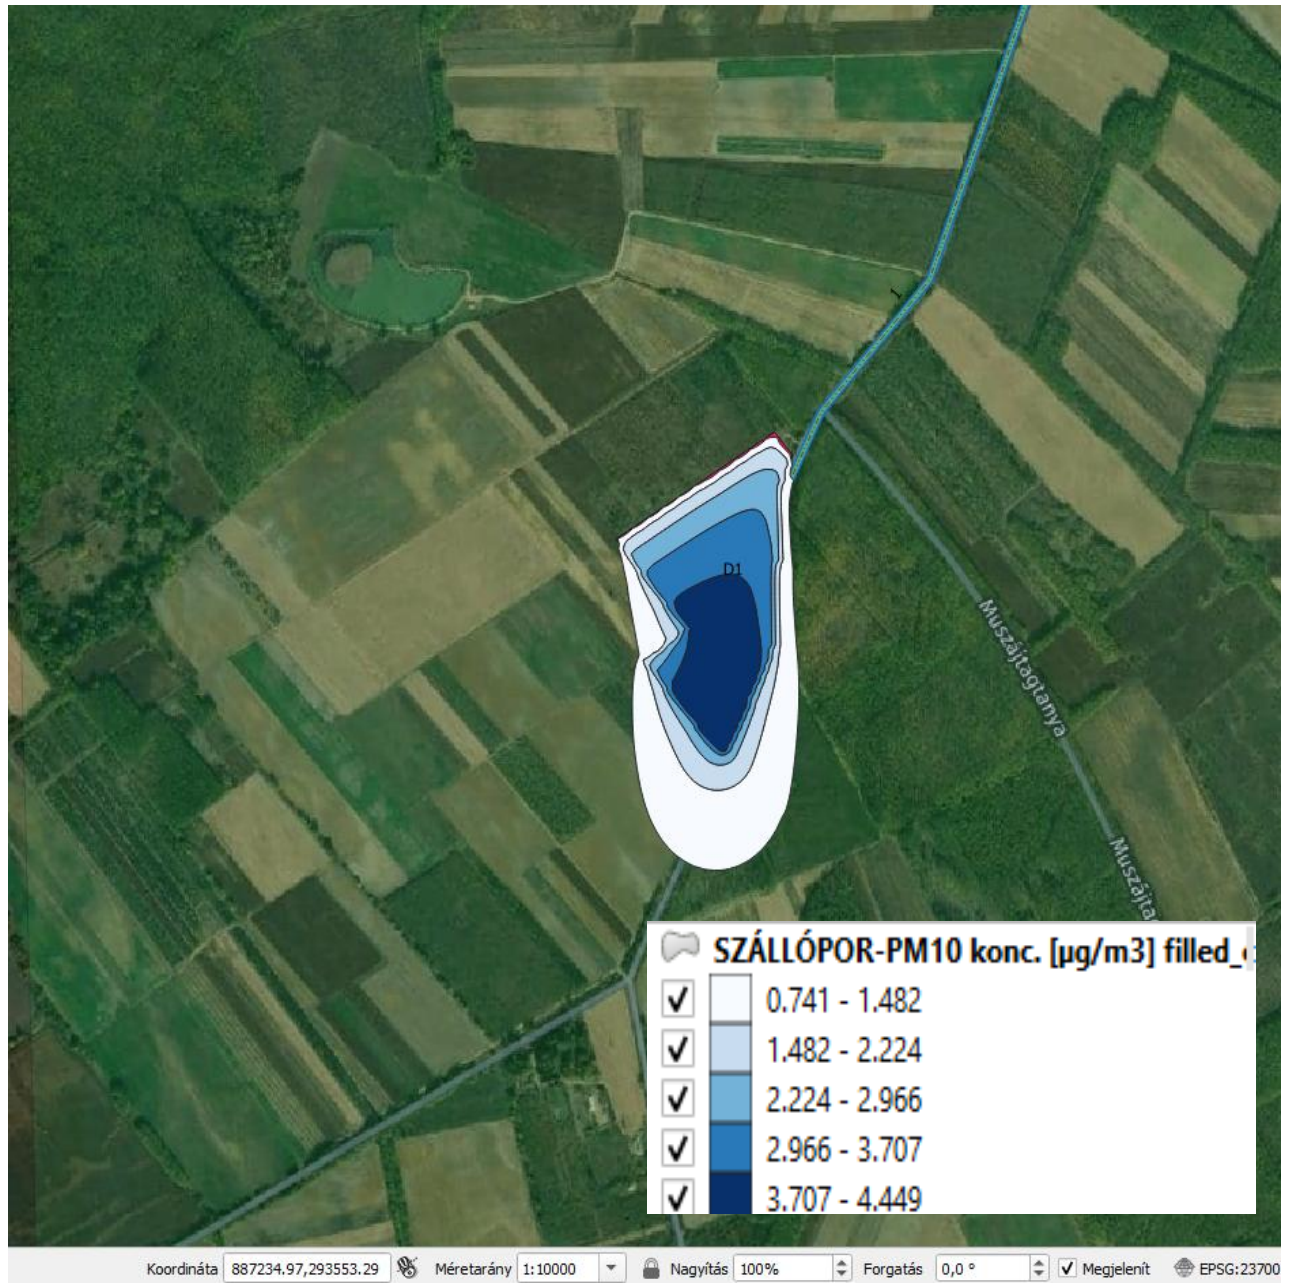 1
D1
Muszájtagtanya
Muszájta
SZÁLLÓPOR-PM10 konc. [µg/m3] filled_
0.741 - 1.482
1.482 - 2.224
2.224 - 2.966
2.966 - 3.707
3.707 - 4.449
Koordináta 887234.97,293553.29 Méretarány 1:10000 Nagyítás 100% Forgatás 0,0 ° Megjelenít EPSG:23700